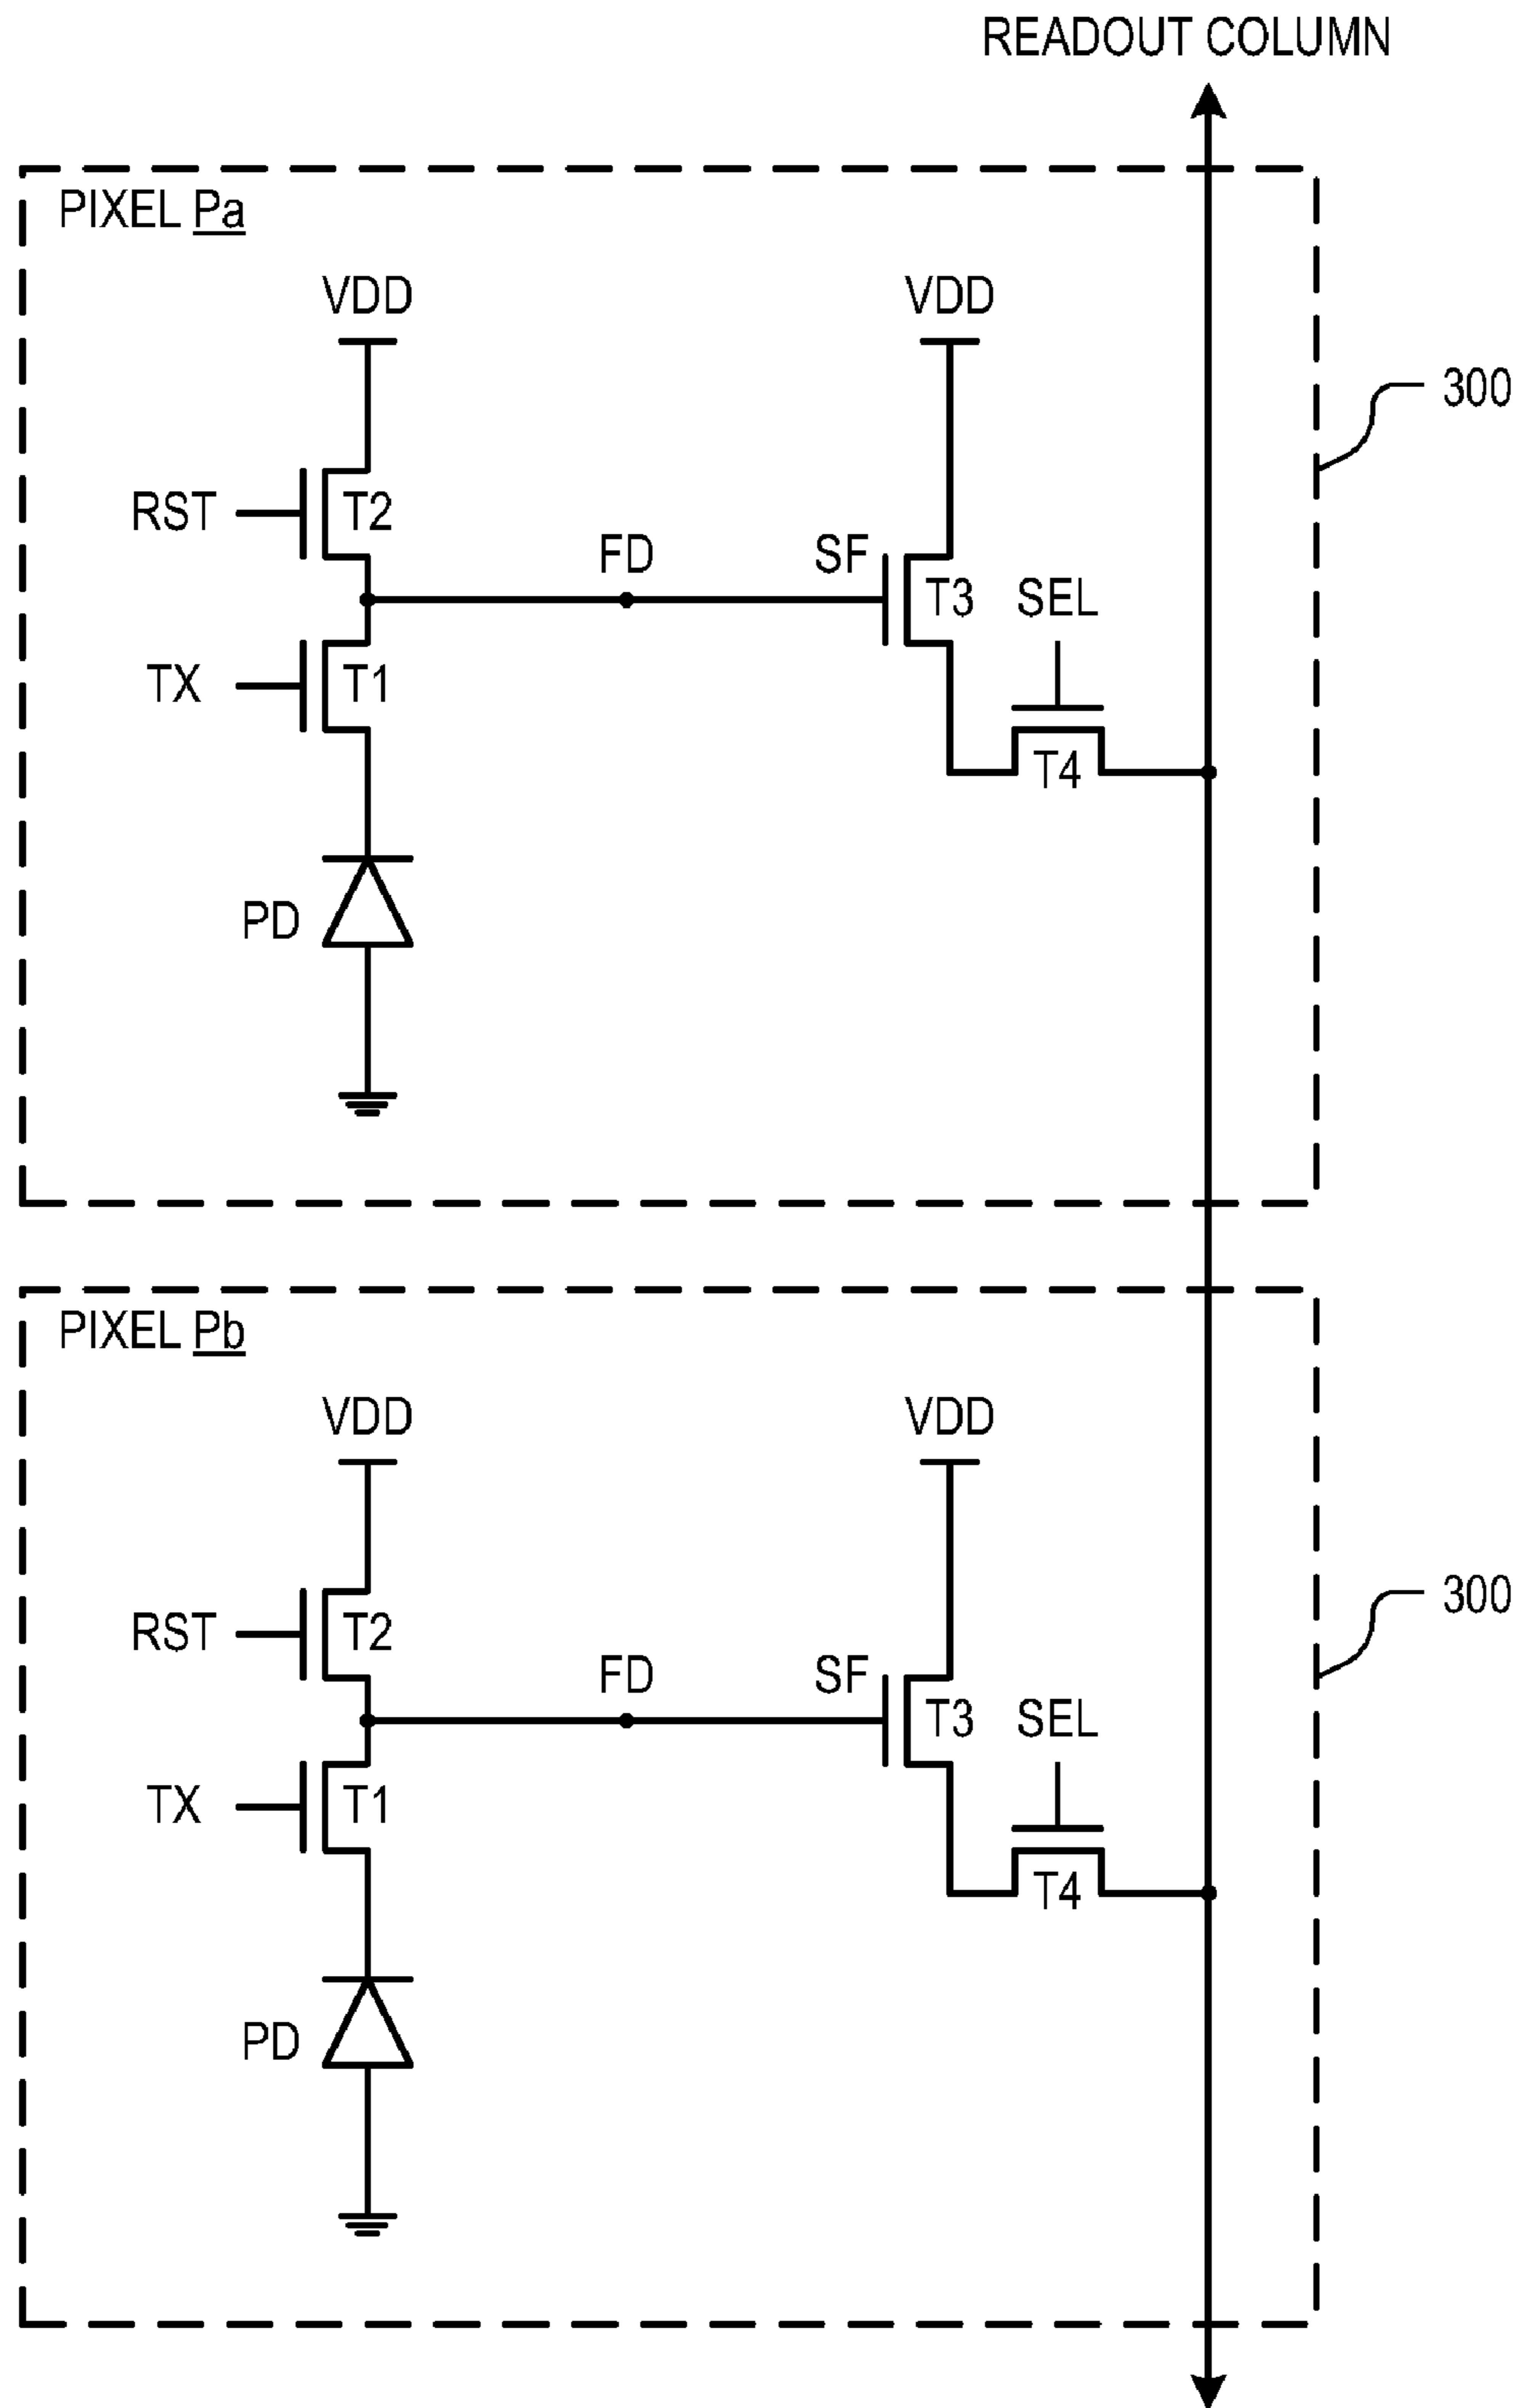 READOUT COLUMN
PIXEL Pa
VDD
VDD
300
RST
T2
FD
SF
T3
SEL
TX
T1
T4
PD
PIXEL Pb
VDD
VDD
300
RST
T2
FD
SF
T3
SEL
TX
T1
T4
PD